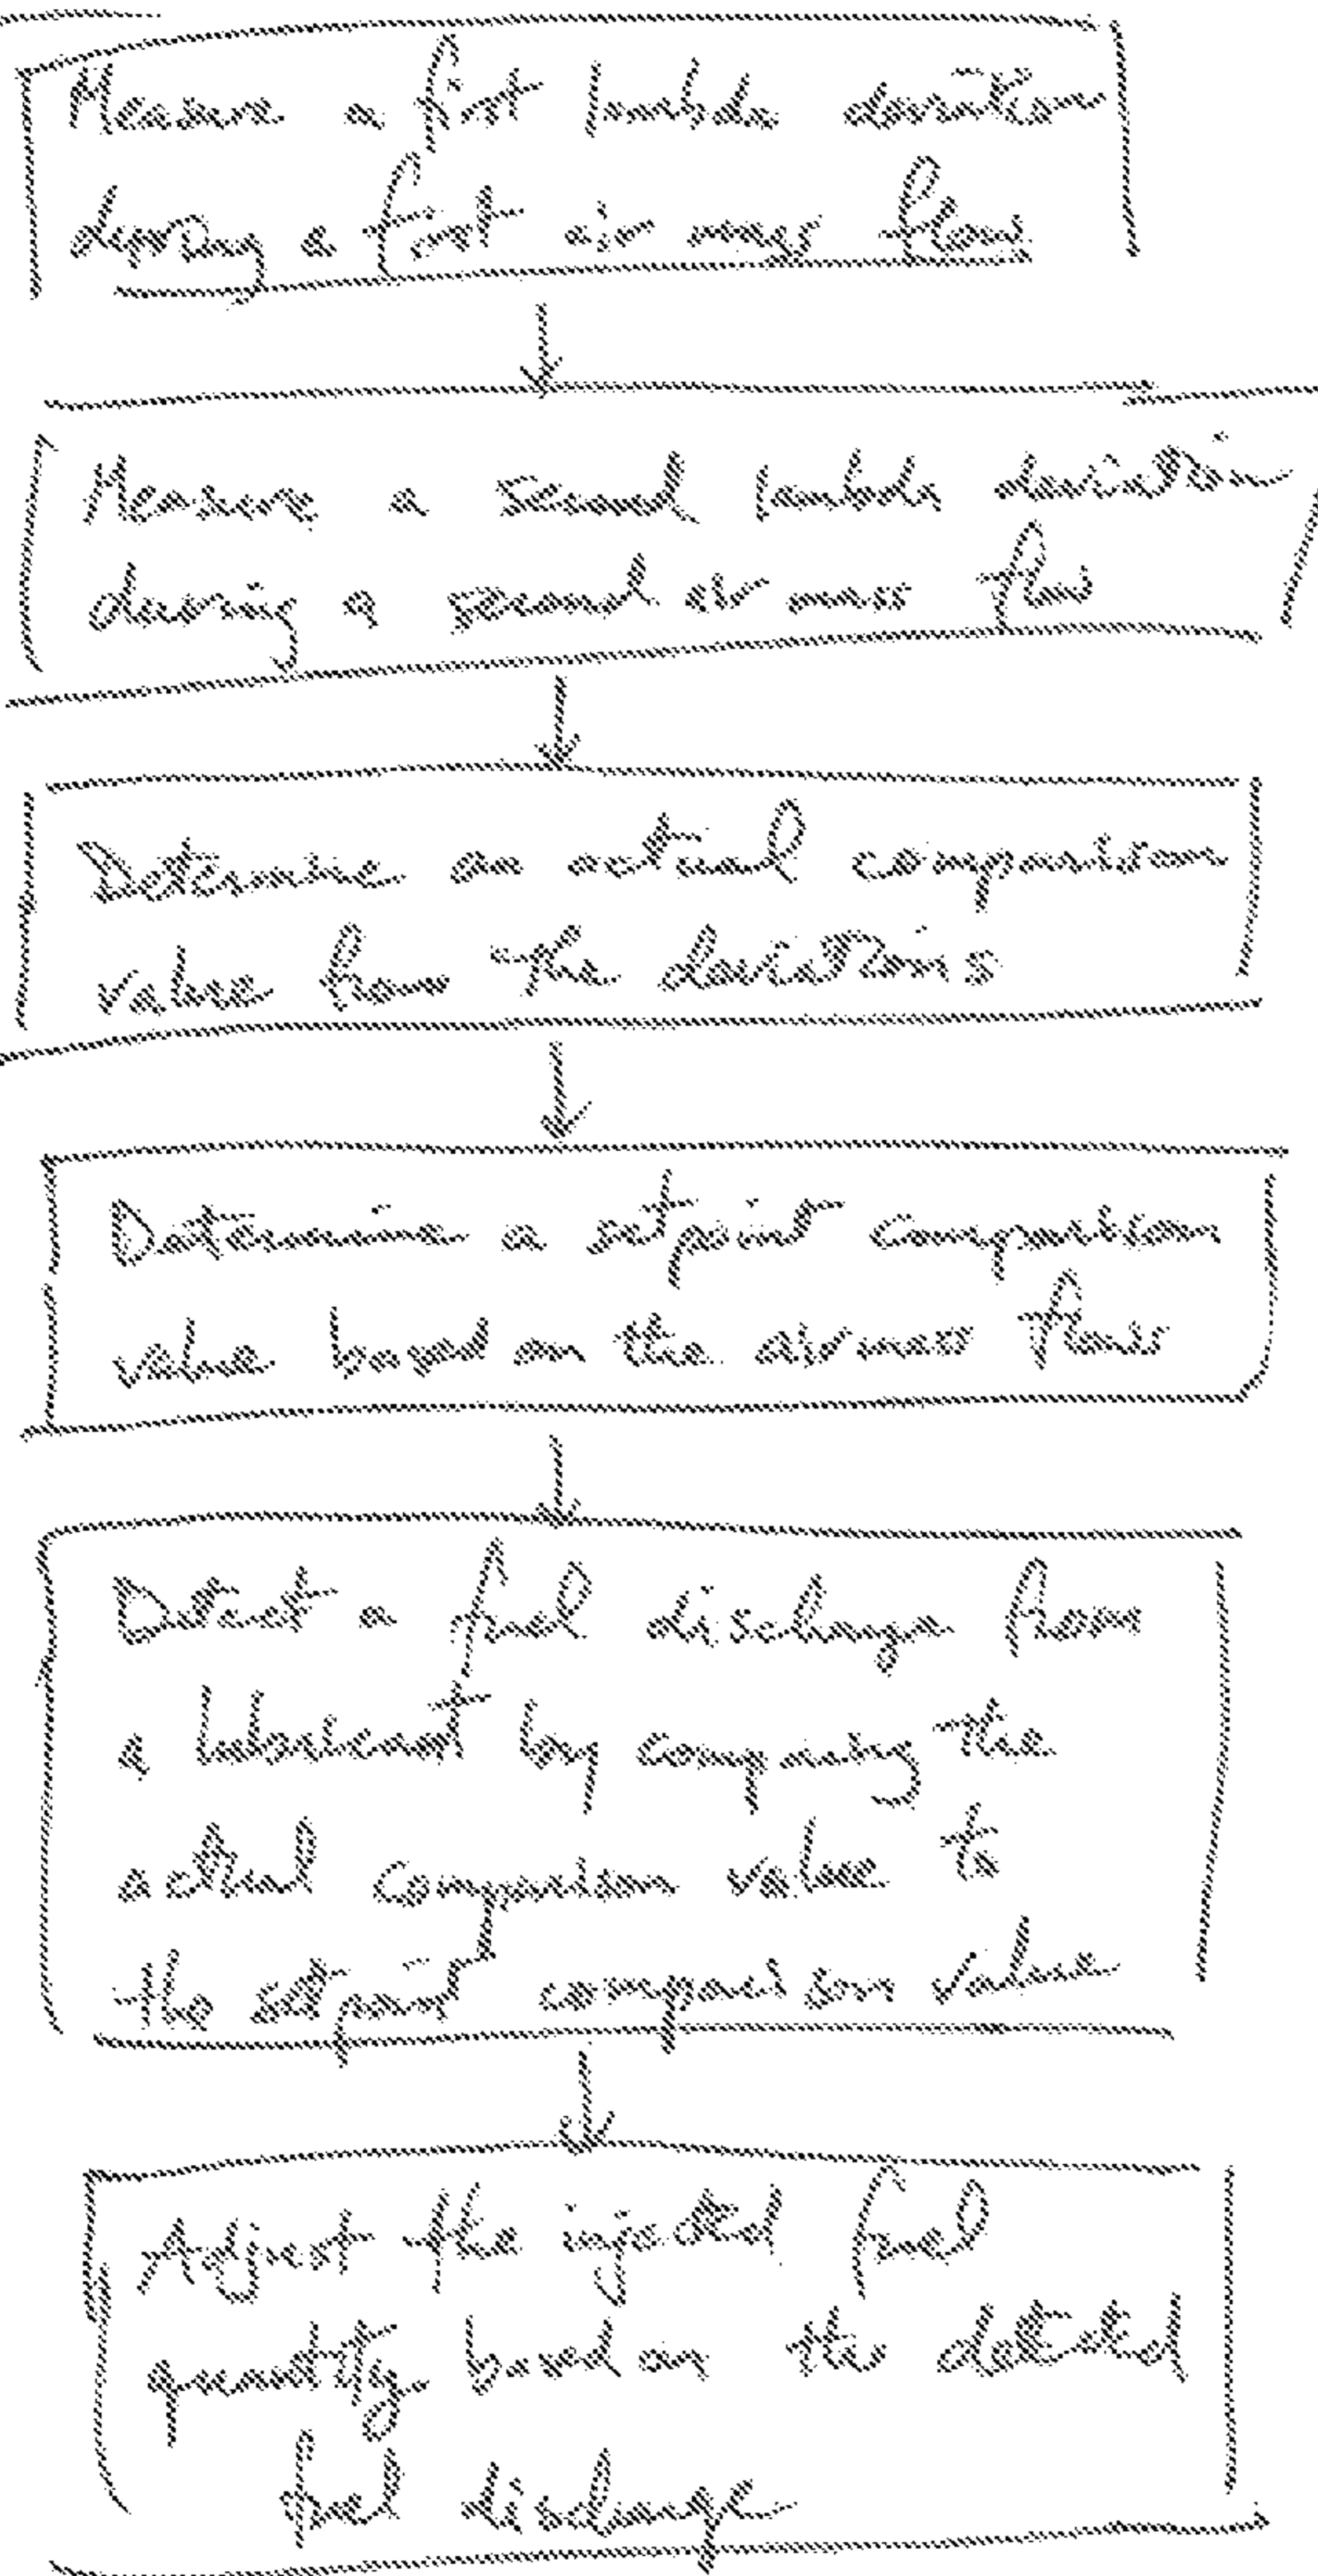 Measure a first lambda deviation
during a first air mass flow
Measure a second lambda deviation
during a second air mass flow
Determine an actual comparison
value from the deviations
Determine a setpoint comparison
value based on the air mass flows
Detect a fuel discharge from
a lubricant by comparing the
actual comparison value to
the setpoint comparison value
Adjust the injected fuel
quantity based on the detected
fuel discharge